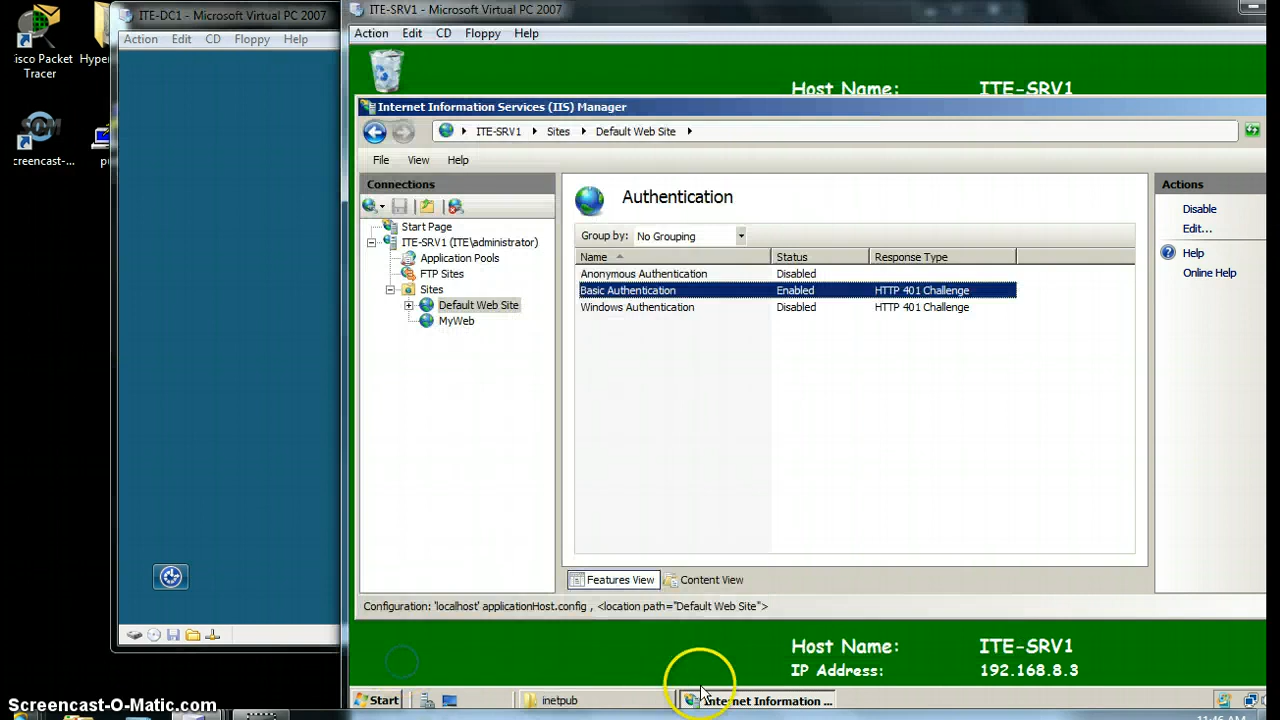 isco Packet
Tracer
Hyper
creencast-...
pu
ITE-DC1 - Microsoft Virtual PC 2007
Action Edit CD Floppy Help
ITE-SRV1 - Microsoft Virtual PC 2007
Action Edit CD Floppy Help
Host Name: ITE-SRV1
Internet Information Services (IIS) Manager
ITE-SRV1 Sites Default Web Site
File View Help
Connections
Start Page
ITE-SRV1 (ITE\administrator)
Application Pools
FTP Sites
Sites
Default Web Site
MyWeb
Authentication
Group by: No Grouping
Name Status Response Type
Anonymous Authentication Disabled
Basic Authentication Enabled HTTP 401 Challenge
Windows Authentication Disabled HTTP 401 Challenge
Features View Content View
Actions
Disable
Edit...
Help
Online Help
Configuration: 'localhost' applicationHost.config , <location path="Default Web Site">
Host Name: ITE-SRV1
IP Address: 192.168.8.3
Start inetpub Internet Information ...
Screencast-O-Matic.com
11:46 AM